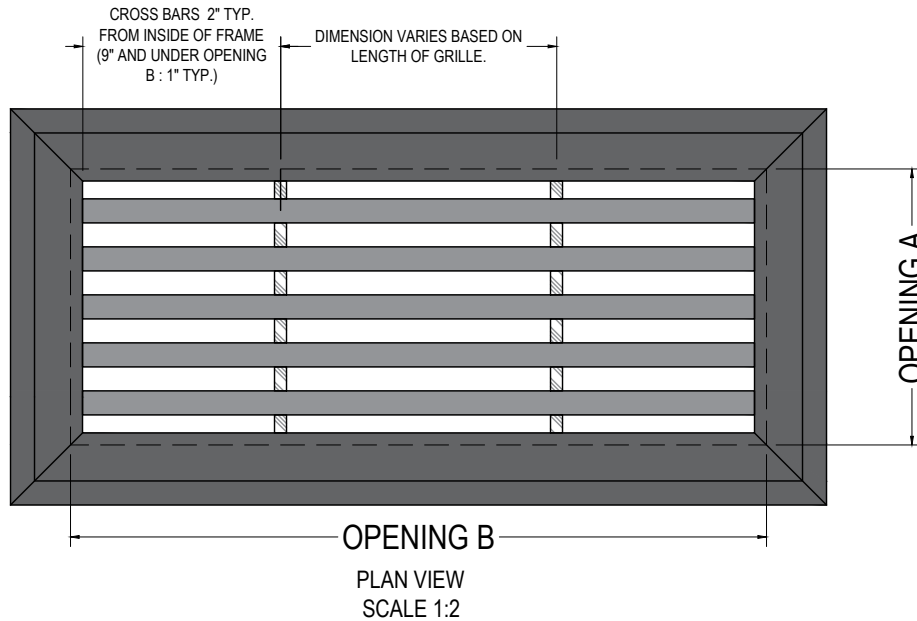 CROSS BARS 2" TYP.
FROM INSIDE OF FRAME
(9" AND UNDER OPENING
B : 1" TYP.)
DIMENSION VARIES BASED ON
LENGTH OF GRILLE.
OPENING A
OPENING B
PLAN VIEW
SCALE 1:2